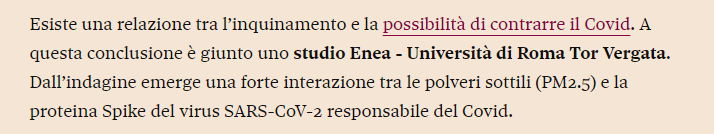 Esiste una relazione tra l’inquinamento e la possibilità di contrarre il Covid. A
questa conclusione è giunto uno studio Enea - Università di Roma Tor Vergata.
Dall’indagine emerge una forte interazione tra le polveri sottili (PM2.5) e la
proteina Spike del virus SARS-CoV-2 responsabile del Covid.